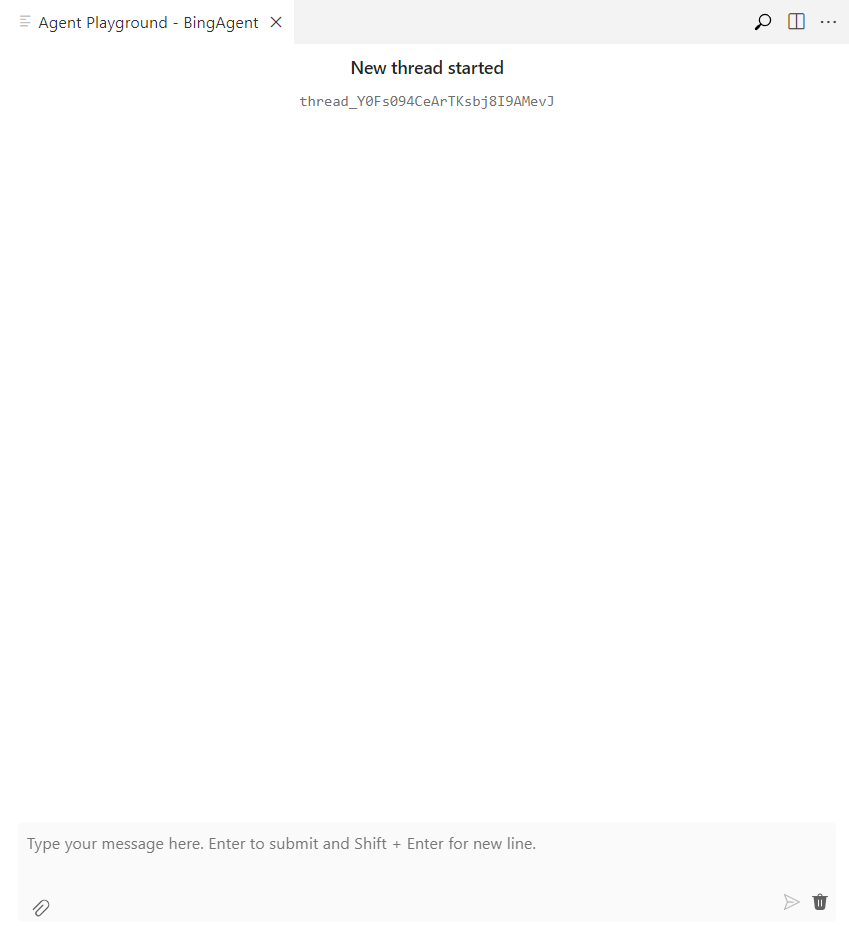 Agent Playground - BingAgent
New thread started
thread_Y0Fs094CeArTKsbj8I9AMevJ
Type your message here. Enter to submit and Shift + Enter for new line.